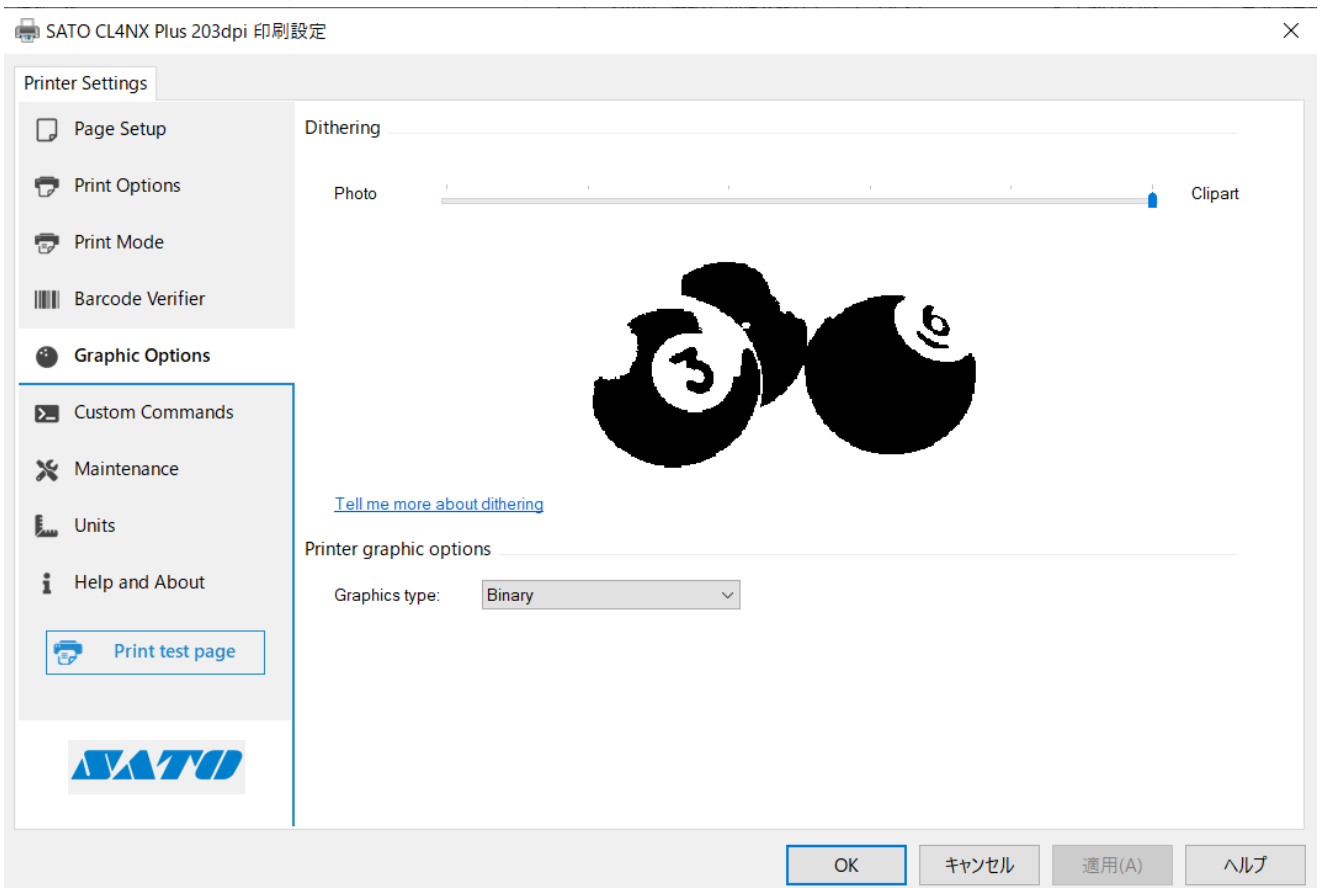 SATO CL4NX Plus 203dpi 印刷設定
Printer Settings
Page Setup
Print Options
Print Mode
Barcode Verifier
Graphic Options
Custom Commands
Maintenance
Units
Help and About
Print test page
SATO
Dithering
Photo
Clipart
3
6
Tell me more about dithering
Printer graphic options
Graphics type: Binary
OK キャンセル 適用(A) ヘルプ